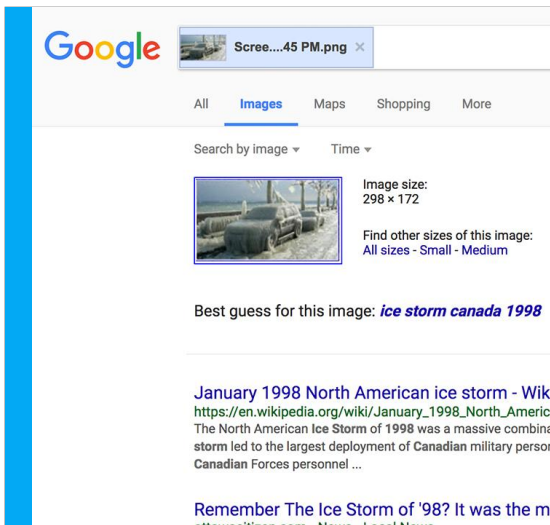 Google Scree....45 PM.png ×
All Images Maps Shopping More
Search by image Time
Image size:
298 × 172
Find other sizes of this image:
All sizes - Small - Medium
Best guess for this image: ice storm canada 1998
January 1998 North American ice storm - Wik
https://en.wikipedia.org/wiki/January_1998_North_Americ
The North American Ice Storm of 1998 was a massive combina
storm led to the largest deployment of Canadian military person
Canadian Forces personnel ...
Remember The Ice Storm of '98? It was the m